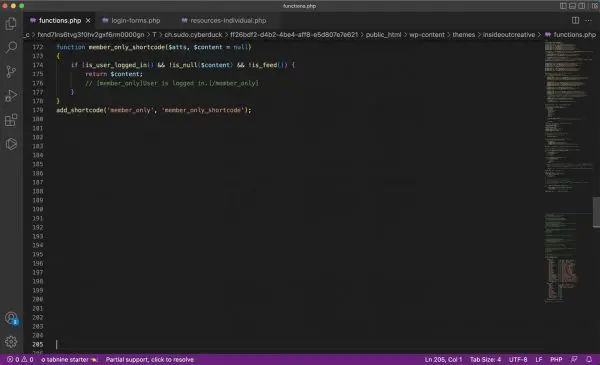 functions.php
functions.php
login-forms.php
resources-individual.php
_c > fxnd7lns6tvg3f0hv2gxf6rm0000gn > T > ch.sudo.cyberduck > ff26bdf2-d4b2-4be4-aff8-e5d807e7e621 > public_html > wp-content > themes > insideoutcreative > functions.php
172 function member_only_shortcode($atts, $content = null)
173 {
174 if (is_user_logged_in() && !is_null($content) && !is_feed()) {
175 return $content;
176 // [member_only]User is logged in.[/member_only]
177 }
178 }
179 add_shortcode('member_only', 'member_only_shortcode');
180
181
182
183
184
185
186
187
188
189
190
191
192
193
194
195
196
197
198
199
200
201
202
203
204
205
0 0 tabnine starter Partial support, click to resolve Ln 205, Col 1 Tab Size: 4 UTF-8 LF PHP